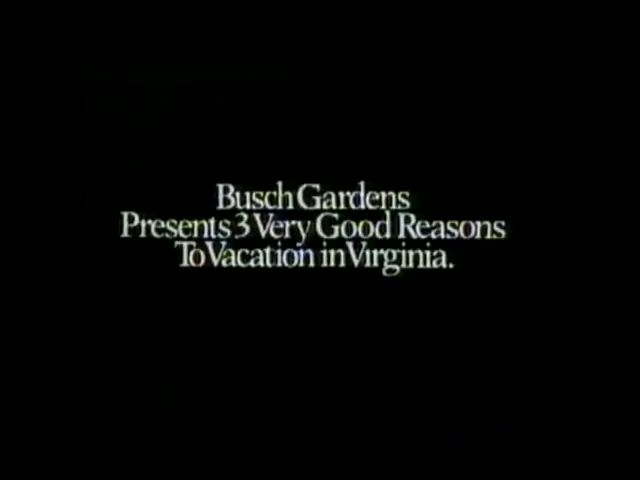 Busch Gardens
Presents 3 Very Good Reasons
To Vacation in Virginia.